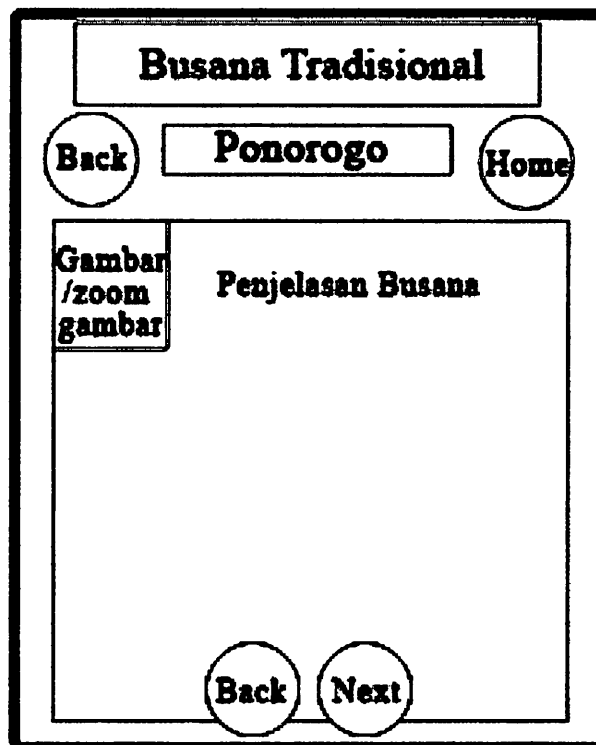 Busana Tradisional
Back
Ponorogo
Home
Gambar
/zoom
gambar
Penjelasan Busana
Back
Next